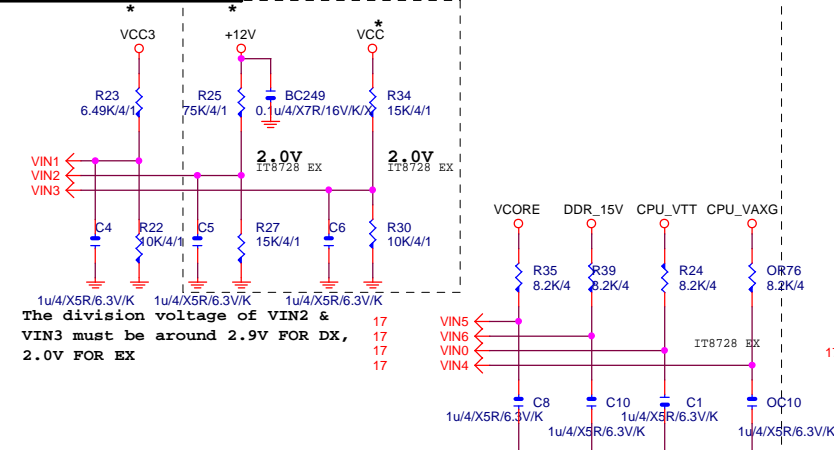 * * *
VCC3 +12V VCC
R23 R25 BC249 R34
6.49K/4/1 75K/4/1 0.1u/4/X7R/16V/K/X 15K/4/1
VIN1
VIN2
VIN3
2.0V 2.0V
IT8728 EX IT8728 EX
C4 R22 C5 R27 C6 R30
10K/4/1 15K/4/1 10K/4/1
1u/4/X5R/6.3V/K 1u/4/X5R/6.3V/K 1u/4/X5R/6.3V/K
The division voltage of VIN2 &
VIN3 must be around 2.9V FOR DX,
2.0V FOR EX
VCORE DDR_15V CPU_VTT CPU_VAXG
R35 R39 R24 OR76
8.2K/4 8.2K/4 8.2K/4 8.2K/4
17 VIN5
17 VIN6
17 VIN0
17 VIN4
IT8728 EX
C8 C10 C1 OC10
1u/4/X5R/6.3V/K 1u/4/X5R/6.3V/K
1u/4/X5R/6.3V/K 1u/4/X5R/6.3V/K